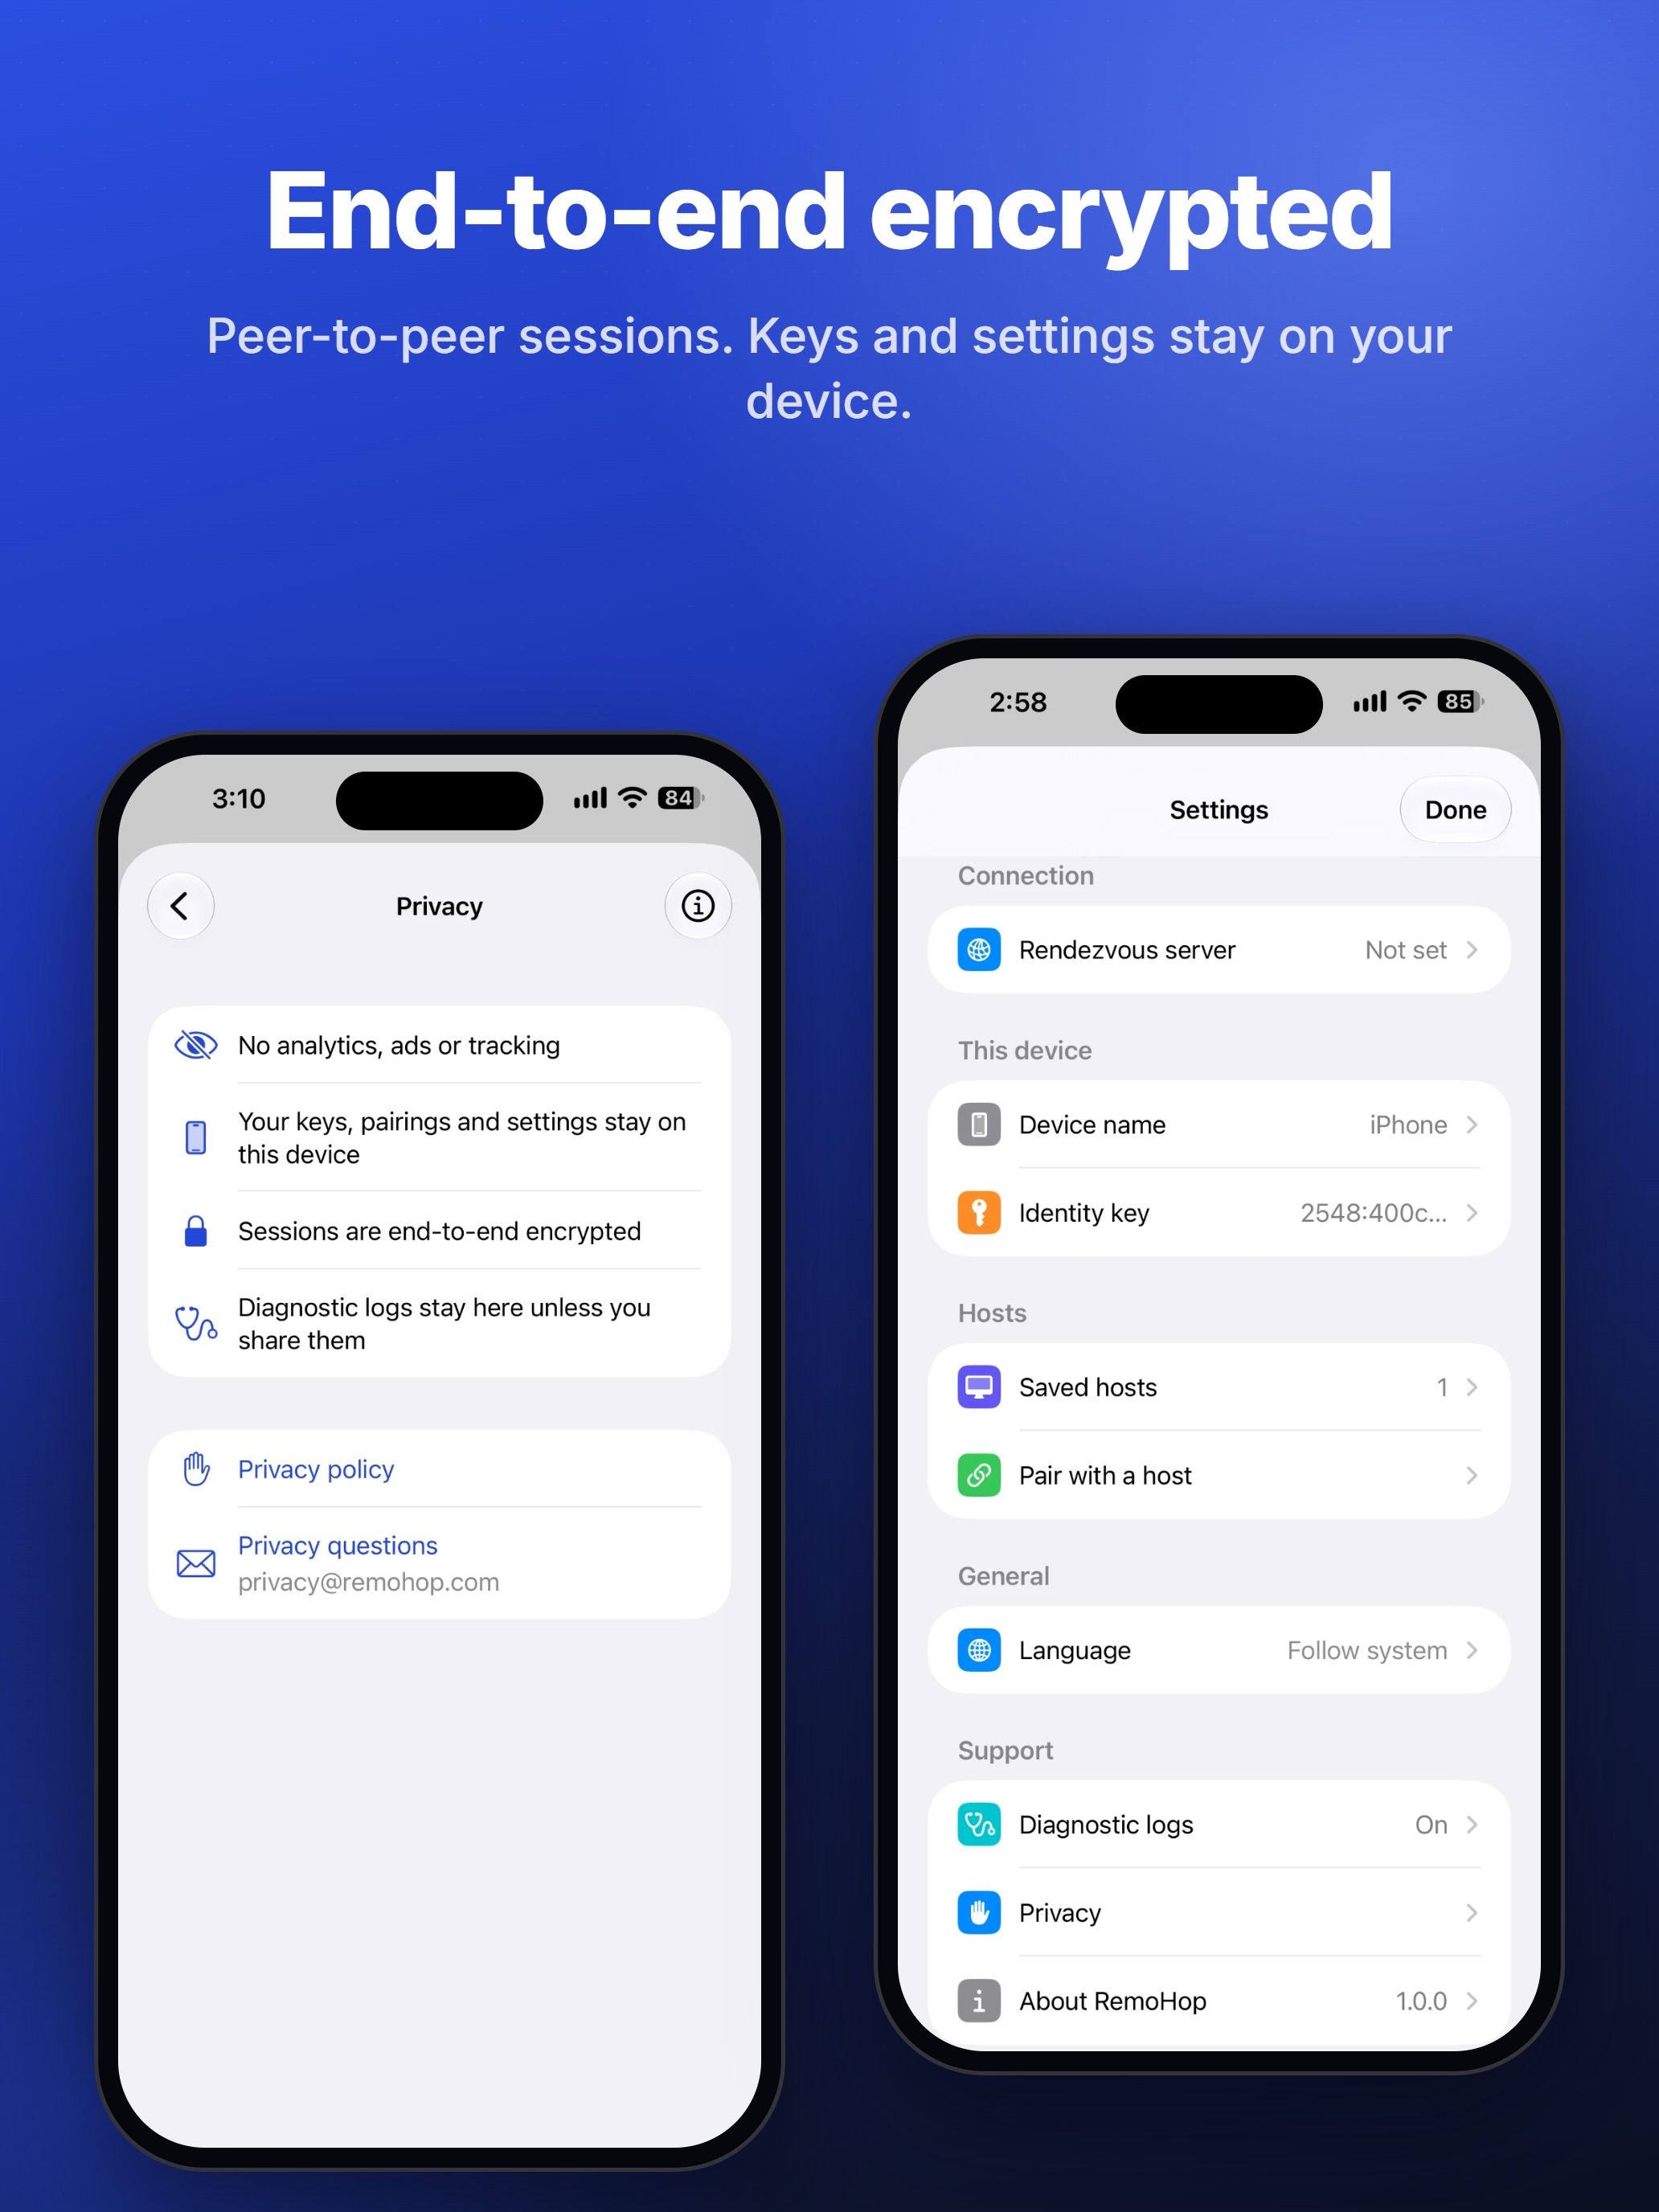 End-to-end encrypted
Peer-to-peer sessions. Keys and settings stay on your
device.
3:10
84
Privacy
No analytics, ads or tracking
Your keys, pairings and settings stay on
this device
Sessions are end-to-end encrypted
Diagnostic logs stay here unless you
share them
Privacy policy
Privacy questions
privacy@remohop.com
2:58
85
Settings
Done
Connection
Rendezvous server Not set
This device
Device name iPhone
Identity key 2548:400c...
Hosts
Saved hosts 1
Pair with a host
General
Language Follow system
Support
Diagnostic logs On
Privacy
About RemoHop 1.0.0